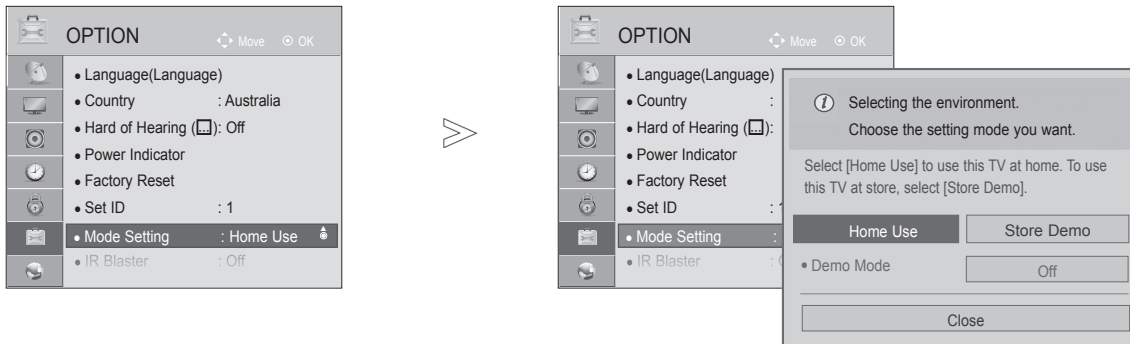 OPTION
Move OK
• Language(Language)
• Country : Australia
• Hard of Hearing (): Off
• Power Indicator
• Factory Reset
• Set ID : 1
• Mode Setting : Home Use
• IR Blaster : Off
OPTION
Move OK
• Language(Language)
• Country :
• Hard of Hearing ():
• Power Indicator
• Factory Reset
• Set ID :
• Mode Setting :
• IR Blaster :
i Selecting the environment.
Choose the setting mode you want.
Select [Home Use] to use this TV at home. To use
this TV at store, select [Store Demo].
Home Use Store Demo
• Demo Mode Off
Close